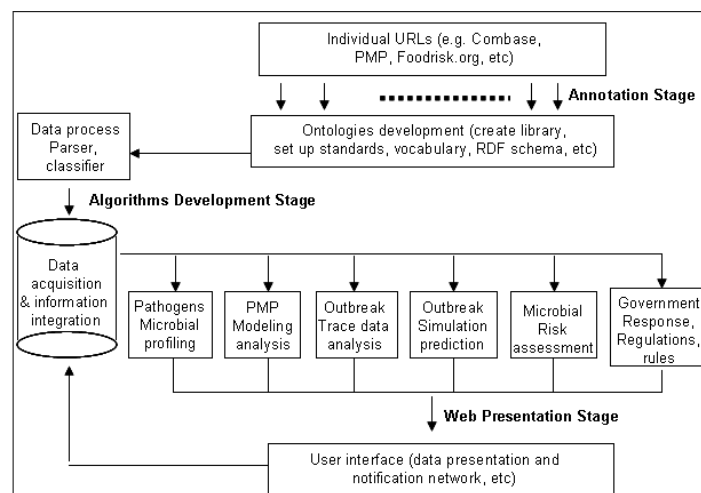 Individual URLs (e.g. Combase,
PMP, Foodrisk.org, etc)
Annotation Stage
Ontologies development (create library,
set up standards, vocabulary, RDF schema, etc)
Data process
Parser,
classifier
Algorithms Development Stage
Data
acquisition
& information
integration
Pathogens
Microbial
profiling
PMP
Modeling
analysis
Outbreak
Trace data
analysis
Outbreak
Simulation
prediction
Microbial
Risk
assessment
Government
Response,
Regulations,
rules
Web Presentation Stage
User interface (data presentation and
notification network, etc)